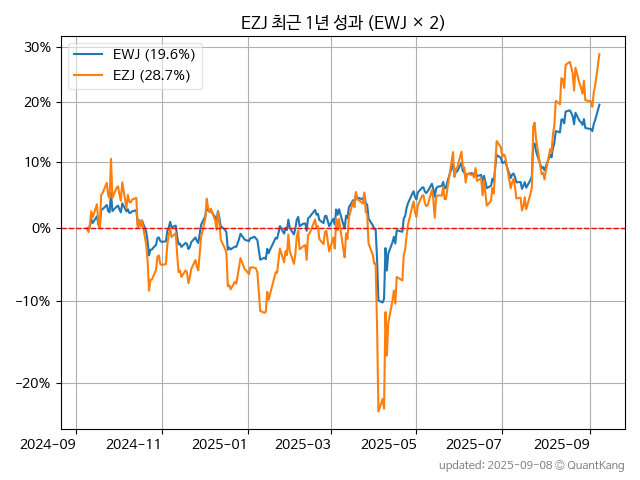 EZJ 최근 1년 성과 (EWJ × 2)
EWJ (19.6%)
EZJ (28.7%)
30%
20%
10%
0%
−10%
−20%
2024-09 2024-11 2025-01 2025-03 2025-05 2025-07 2025-09
updated: 2025-09-08 © QuantKang